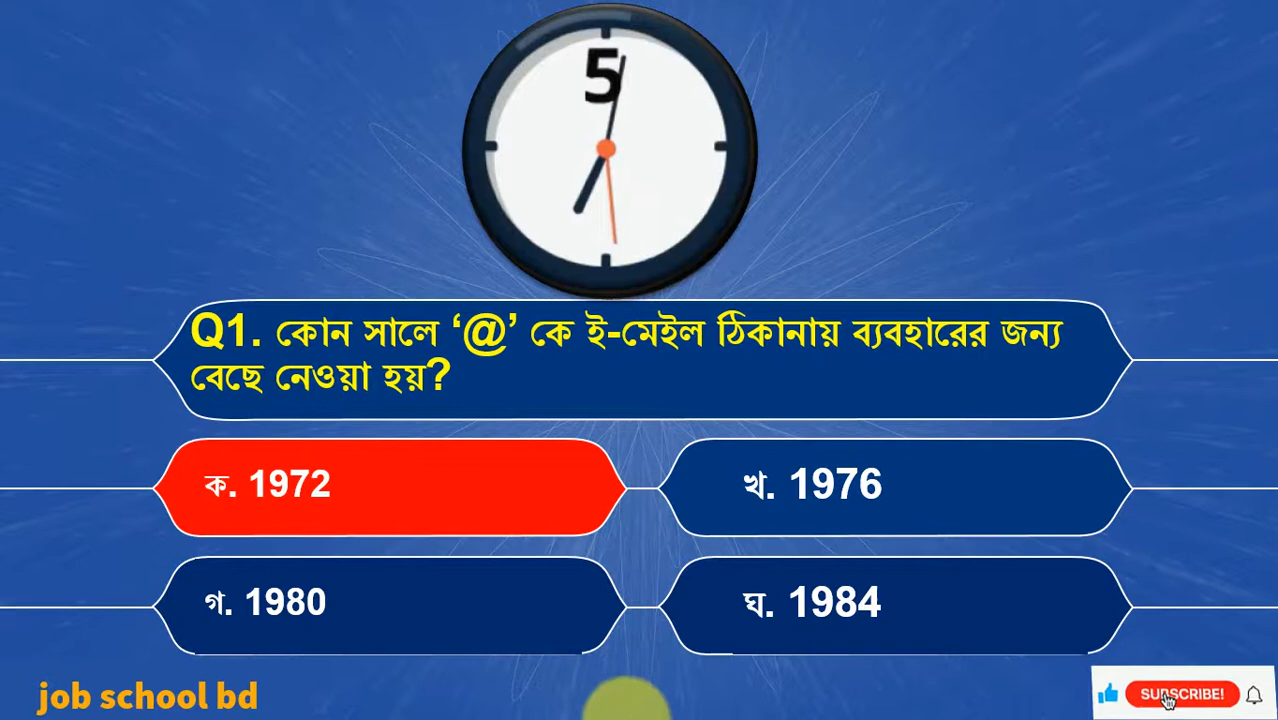 5
Q1. কোন সালে ‘@’ কে ই-মেইল ঠিকানায় ব্যবহারের জন্য
বেছে নেওয়া হয়?
ক. 1972
খ. 1976
গ. 1980
ঘ. 1984
job school bd
SUBSCRIBE!